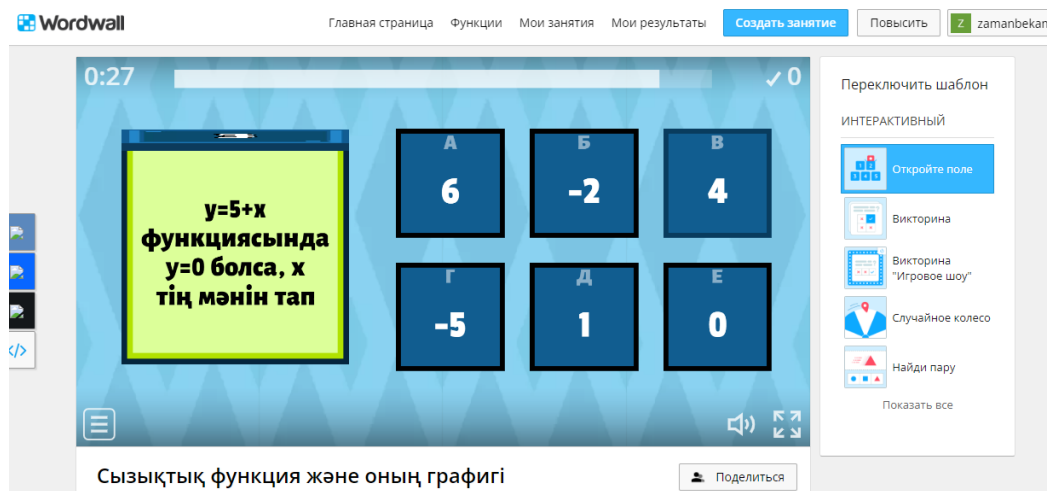 Wordwall
Главная страница Функции Мои занятия Мои результаты Создать занятие Повысить Z zamanbekan
0:27
✓0
y=5+x
функциясында
y=0 болса, x
тің мәнін тап
А
6
Б
-2
В
4
Г
-5
Д
1
Е
0
Переключить шаблон
ИНТЕРАКТИВНЫЙ
Откройте поле
Викторина
Викторина
"Игровое шоу"
Случайное колесо
Найди пару
Показать все
</>
Сызықтық функция және оның графигі
Поделиться